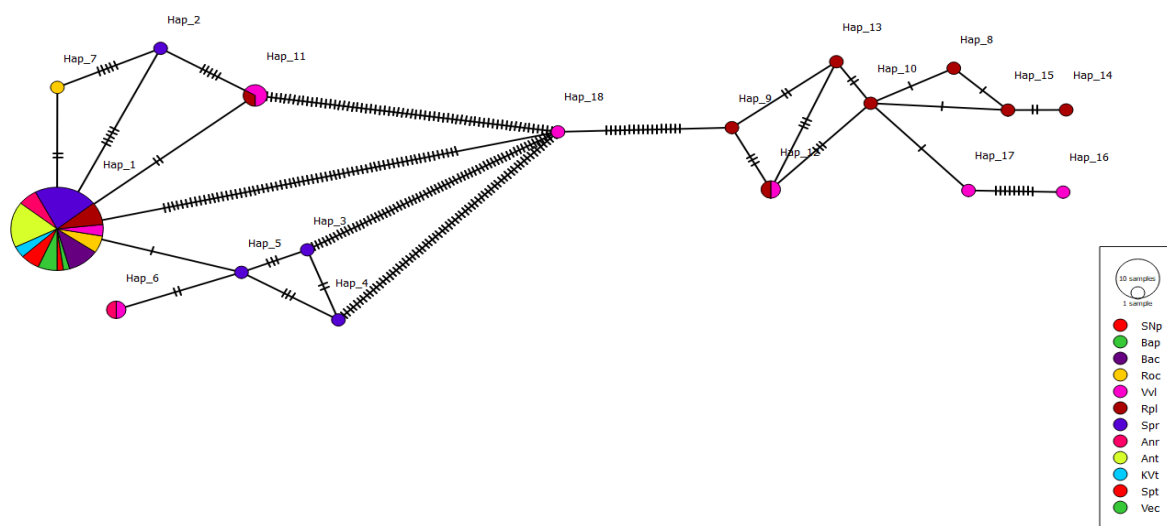 Hap_2
Hap_7
Hap_11
Hap_1
Hap_18
Hap_13
Hap_8
Hap_10
Hap_15
Hap_14
Hap_9
Hap_12
Hap_17
Hap_16
Hap_3
Hap_5
Hap_4
Hap_6
10 samples
1 sample
SNp
Bap
Bac
Roc
Vvl
Rpl
Spr
Anr
Ant
KVt
Spt
Vec